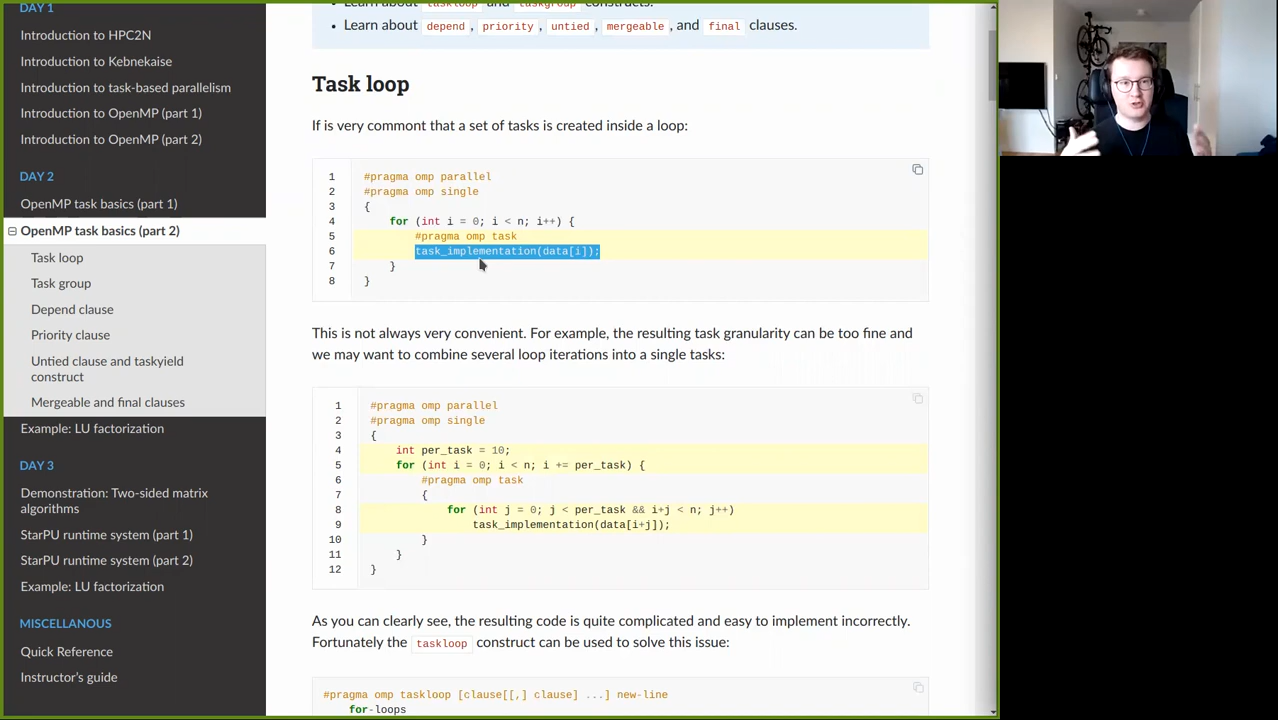 DAY 1
Introduction to HPC2N
Introduction to Kebnekaise
Introduction to task-based parallelism
Introduction to OpenMP (part 1)
Introduction to OpenMP (part 2)
DAY 2
OpenMP task basics (part 1)
OpenMP task basics (part 2)
Task loop
Task group
Depend clause
Priority clause
Untied clause and taskyield
construct
Mergeable and final clauses
Example: LU factorization
DAY 3
Demonstration: Two-sided matrix
algorithms
StarPU runtime system (part 1)
StarPU runtime system (part 2)
Example: LU factorization
MISCELLANEOUS
Quick Reference
Instructor's guide
Learn about taskloop and taskgroup constructs.
Learn about depend , priority , untied , mergeable , and final clauses.
Task loop
If is very commont that a set of tasks is created inside a loop:
1 #pragma omp parallel
2 #pragma omp single
3 {
4 for (int i = 0; i < n; i++) {
5 #pragma omp task
6 task_implementation(data[i]);
7 }
8 }
This is not always very convenient. For example, the resulting task granularity can be too fine and
we may want to combine several loop iterations into a single tasks:
1 #pragma omp parallel
2 #pragma omp single
3 {
4 int per_task = 10;
5 for (int i = 0; i < n; i += per_task) {
6 #pragma omp task
7 {
8 for (int j = 0; j < per_task && i+j < n; j++)
9 task_implementation(data[i+j]);
10 }
11 }
12 }
As you can clearly see, the resulting code is quite complicated and easy to implement incorrectly.
Fortunately the taskloop construct can be used to solve this issue:
#pragma omp taskloop [clause[[,] clause] ...] new-line
for-loops